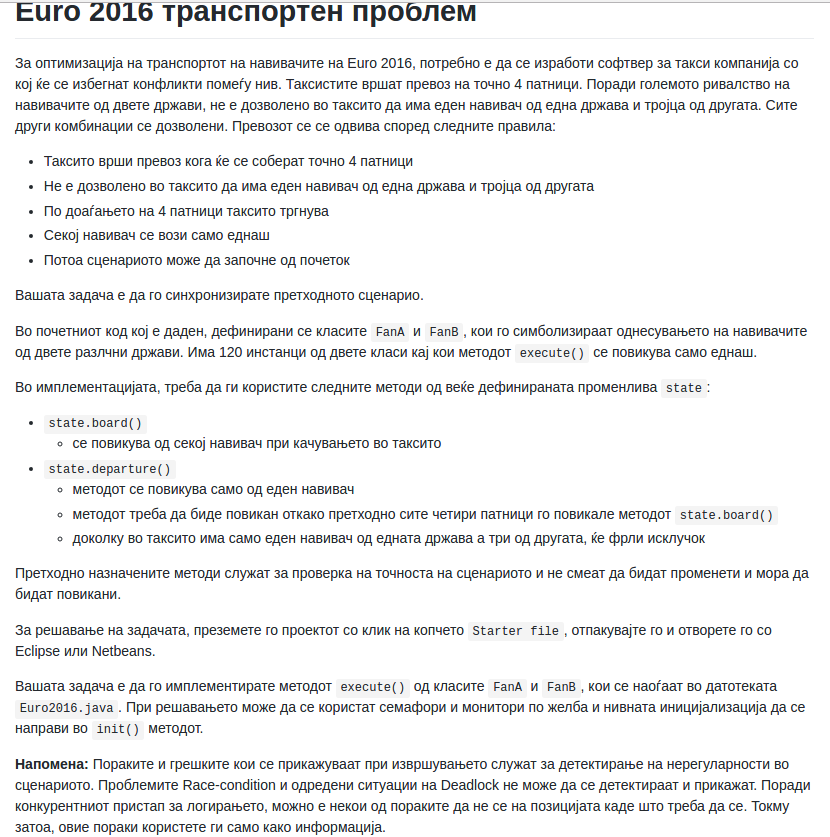 Euro 2016 транспортен проблем
За оптимизација на транспортот на навивачите на Euro 2016, потребно е да се изработи софтвер за такси компанија со
кој ќе се избегнат конфликти помеѓу нив. Таксистите вршат превоз на точно 4 патници. Поради големото ривалство на
навивачите од двете држави, не е дозволено во таксито да има еден навивач од една држава и тројца од другата. Сите
други комбинации се дозволени. Превозот се се одвива според следните правила:
• Таксито врши превоз кога ќе се соберат точно 4 патници
• Не е дозволено во таксито да има еден навивач од една држава и тројца од другата
• По доаѓањето на 4 патници таксито тргнува
• Секој навивач се вози само еднаш
• Потоа сценариото може да започне од почеток
Вашата задача е да го синхронизирате претходното сценарио.
Во почетниот код кој е даден, дефинирани се класите FanA и FanB , кои го симболизираат однесувањето на навивачите
од двете разлчни држави. Има 120 инстанци од двете класи кај кои методот execute() се повикува само еднаш.
Во имплементацијата, треба да ги користите следните методи од веќе дефинираната променлива state :
• state.board()
◦ се повикува од секој навивач при качувањето во таксито
• state.departure()
◦ методот се повикува само од еден навивач
◦ методот треба да биде повикан откако претходно сите четири патници го повикале методот state.board()
◦ доколку во таксито има само еден навивач од едната држава а три од другата, ќе фрли исклучок
Претходно назначените методи служат за проверка на точноста на сценариото и не смеат да бидат променети и мора да
бидат повикани.
За решавање на задачата, преземете го проектот со клик на копчето Starter file , отпакувајте го и отворете го со
Eclipse или Netbeans.
Вашата задача е да го имплементирате методот execute() од класите FanA и FanB , кои се наоѓаат во датотеката
Euro2016.java . При решавањето може да се користат семафори и монитори по желба и нивната иницијализација да се
направи во init() методот.
Напомена: Пораките и грешките кои се прикажуваат при извршувањето служат за детектирање на нерегуларности во
сценариото. Проблемите Race-condition и одредени ситуации на Deadlock не може да се детектираат и прикажат. Поради
конкурентниот пристап за логирањето, можно е некои од пораките да не се на позицијата каде што треба да се. Токму
затоа, овие пораки користете ги само како информација.